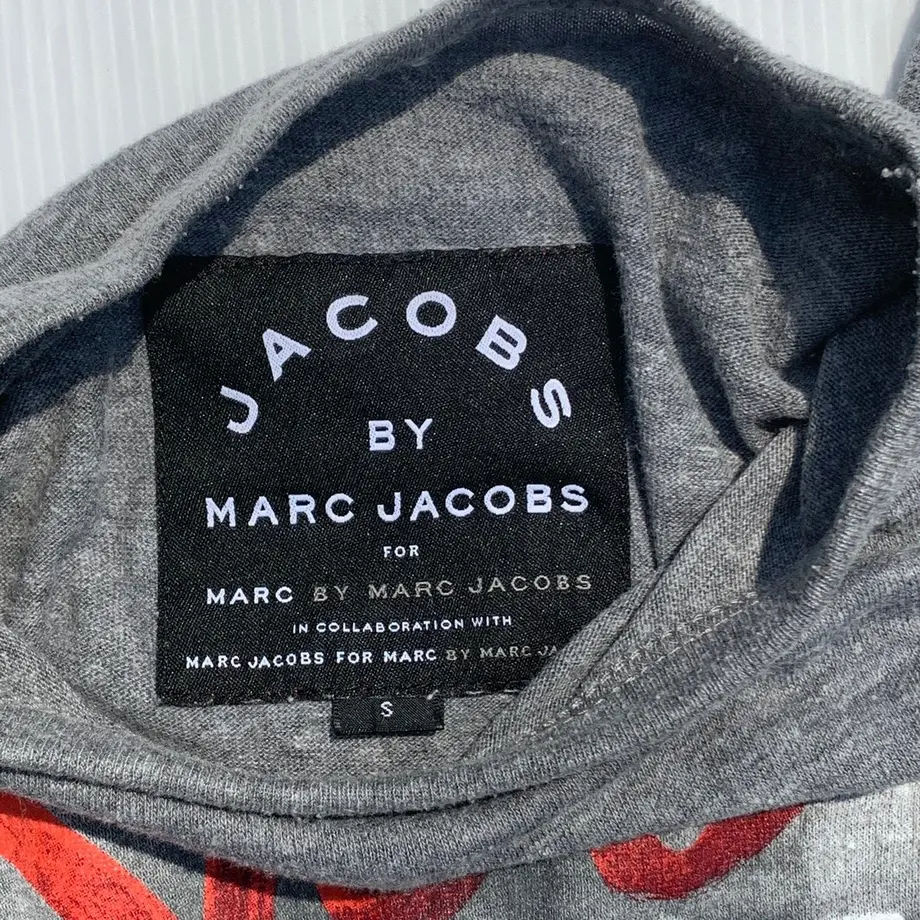 JACOBS
BY
MARC JACOBS
FOR
MARC BY MARC JACOBS
IN COLLABORATION WITH
MARC JACOBS FOR MARC BY MARC
S